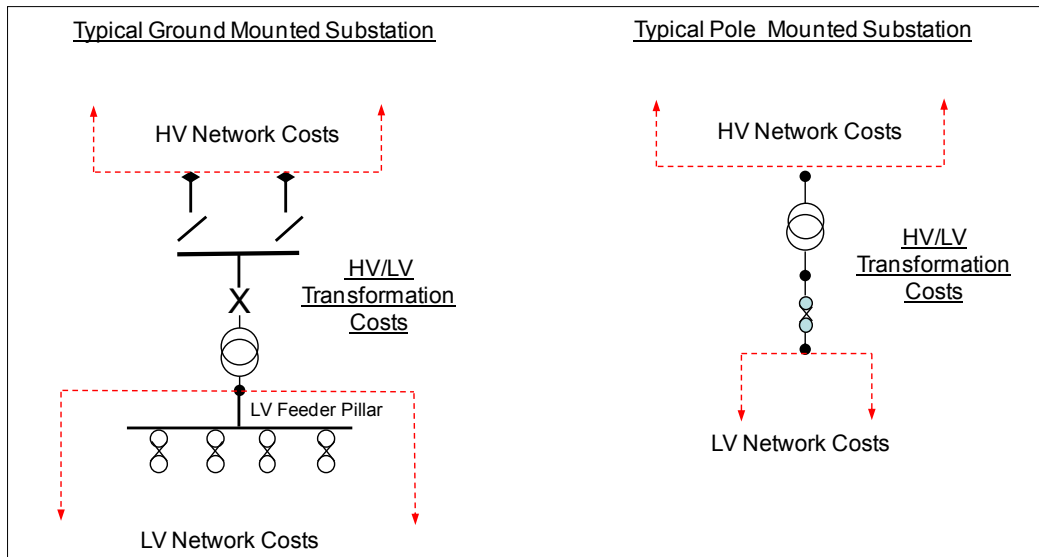 Typical Ground Mounted Substation
HV Network Costs
HV/LV
Transformation
Costs
LV Feeder Pillar
LV Network Costs
Typical Pole Mounted Substation
HV Network Costs
HV/LV
Transformation
Costs
LV Network Costs